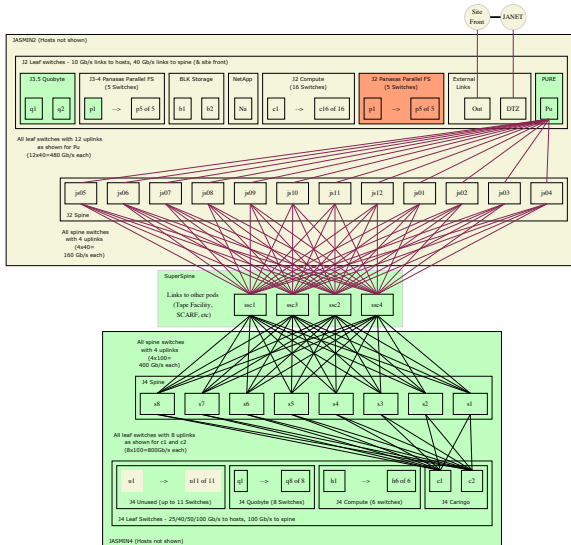 Site
Front
JANET
JASMIN2 (Hosts not shown)
J2 Leaf switches - 10 Gb/s links to hosts, 40 Gb/s links to spine (& site front)
J3.5 Quobyte
q1
q2
J3-4 Panasas Parallel FS
(5 Switches)
p1
-->
p5 of 5
BLK Storage
b1
b2
NetApp
Na
J2 Compute
(16 Switches)
c1
-->
c16 of 16
J2 Panasas Parallel FS
(5 Switches)
p1
-->
p5 of 5
External
Links
Out
DTZ
PURE
Pu
All leaf switches with 12 uplinks
as shown for Pu
(12x40=480 Gb/s each)
js05
js06
js07
js08
js09
js10
js11
js12
js01
js02
js03
js04
J2 Spine
All spine switches
with 4 uplinks
(4x40=
160 Gb/s each)
SuperSpine
Links to other pods
(Tape Facility,
SCARF, etc)
ssc1
ssc3
ssc2
ssc4
All spine switches
with 4 uplinks
(4x100=
400 Gb/s each)
J4 Spine
s8
s7
s6
s5
s4
s3
s2
s1
All leaf switches with 8 uplinks
as shown for c1 and c2
(8x100=800Gb/s each)
u1
-->
u11 of 11
J4 Unused (up to 11 Switches)
q1
-->
q8 of 8
J4 Quobyte (8 Switches)
h1
-->
h6 of 6
J4 Compute (6 switches)
c1
c2
J4 Caringo
J4 Leaf Switches - 25/40/50/100 Gb/s to hosts, 100 Gb/s to spine
JASMIN4 (Hosts not shown)